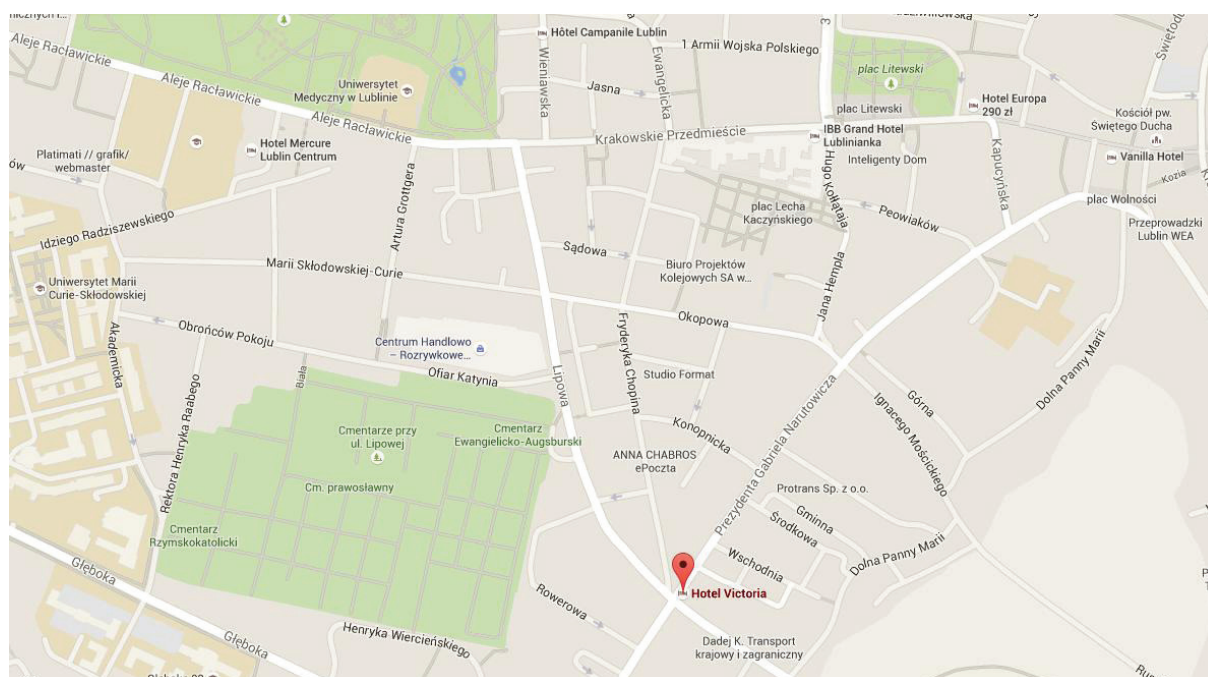 Aleje Racławickie
Aleje Racławickie
Aleje Racławickie
Uniwersytet
Medyczny w Lublinie
Hôtel Campanile Lublin
Wieniawska
Jasna
Ewangelicka
1 Armii Wojska Polskiego
3
plac Litewski
plac Litewski
Hotel Europa
290 zł
Kościół pw.
Świętego Ducha
Krakowskie Przedmieście
IBB Grand Hotel
Lublinianka
Inteligenty Dom
Vanilla Hotel
Kozia
plac Wolności
Przeprowadzki
Lublin WEA
Kapucyńska
Hugo Kołłątaja
Peowiaków
Platimati // grafik/
webmaster
Hotel Mercure
Lublin Centrum
Artura Grottgera
Idziego Radziszewskiego
plac Lecha
Kaczyńskiego
Sądowa
Biuro Projektów
Kolejowych SA w...
Jana Hempla
Marii Skłodowskiej-Curie
Uniwersytet Marii
Curie-Skłodowskiej
Akademicka
Obrońców Pokoju
Okopowa
Fryderyka Chopina
Centrum Handlowo
– Rozrywkowe...
Ofiar Katynia
Lipowa
Studio Format
Biała
Rektora Henryka Raabego
Górna
Dolna Panny Marii
Ignacego Mościckiego
Prezydenta Gabriela Narutowicza
Konopnicka
Cmentarze przy
ul. Lipowej
Cmentarz
Ewangielicko-Augsburski
ANNA CHABROS
ePoczta
Cm. prawosławny
Protrans Sp. z o.o.
Gminna
Środkowa
Cmentarz
Rzymskokatolicki
Głęboka
Wschodnia
Dolna Panny Marii
Hotel Victoria
Rowerowa
Głęboka
Henryka Wiercieńskiego
Dadej K. Transport
krajowy i zagraniczny